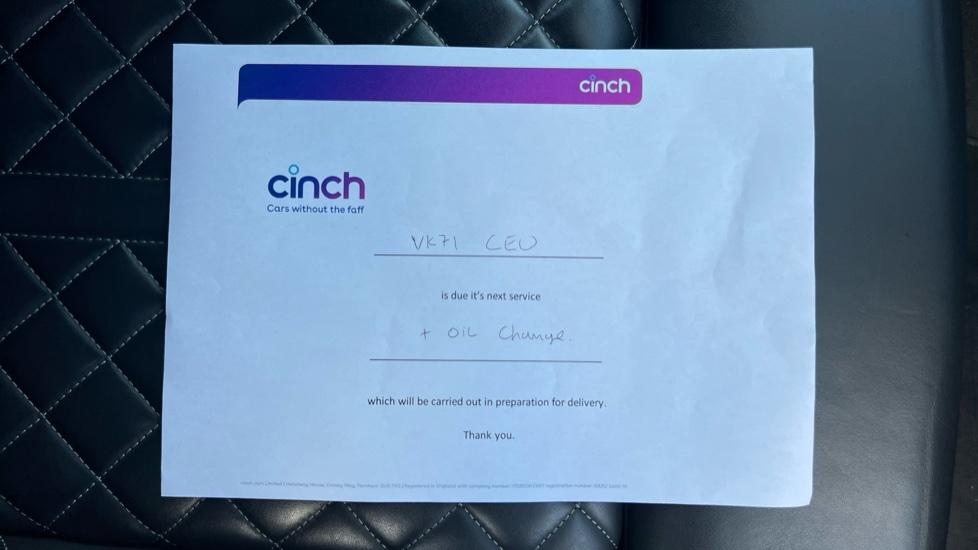 cinch
cinch
Cars without the faff
VK71 CEU
is due it's next service
+ OIL Change.
which will be carried out in preparation for delivery.
Thank you.